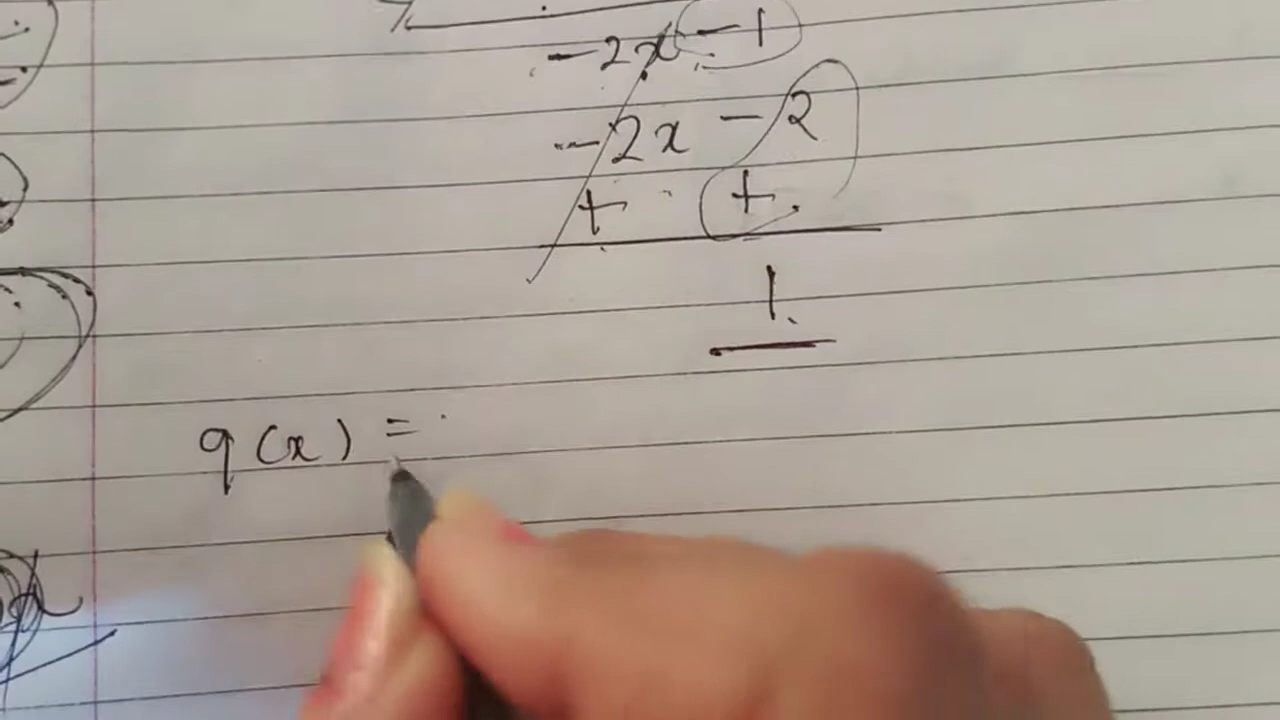 -2x -1
-2x -2
+ +
1
q(x) =